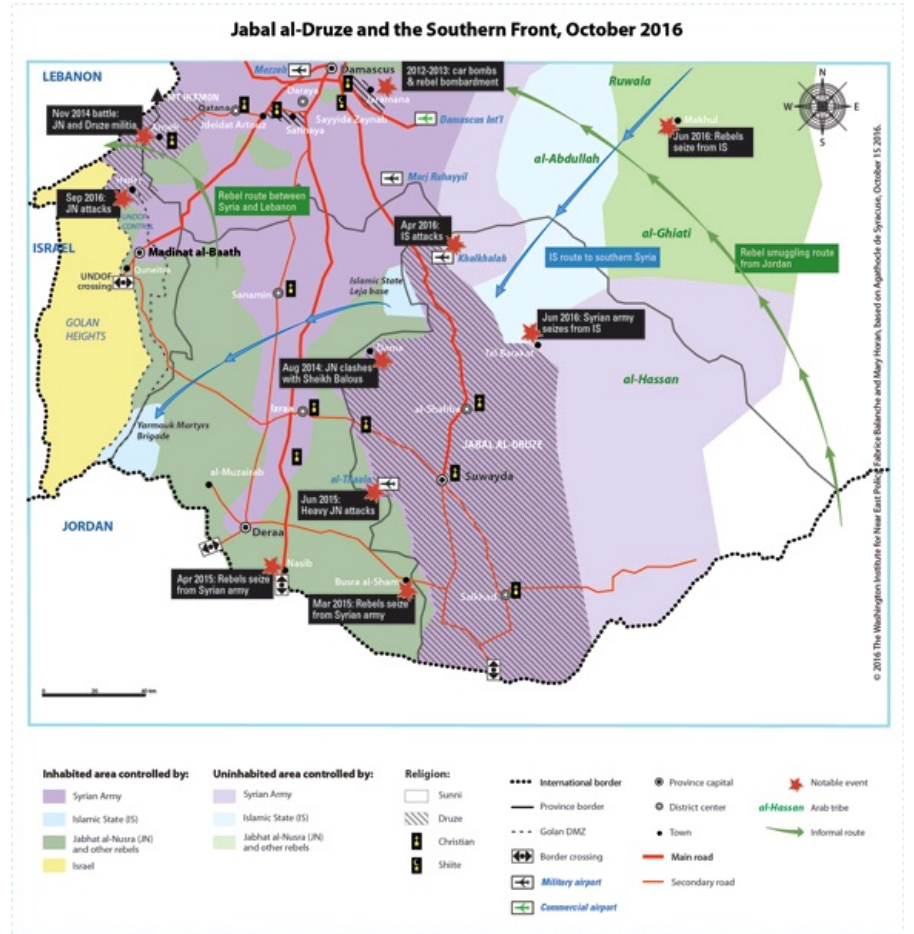 Jabal al-Druze and the Southern Front, October 2016
LEBANON
Mezzeh
Damascus
2012-2013: car bombs
& rebel bombardment
Ruwala
N
W
E
S
MT HERMON
Daraya
Jaramana
Qatana
Nov 2014 battle:
JN and Druze militia
Jdeidat Artouz
Sahnaya
Sayyida Zaynab
Damascus Int'l
Makhul
Jun 2016: Rebels
seize from IS
al-Abdullah
Marj Ruhayyil
Sep 2016:
JN attacks
Rebel route between
Syria and Lebanon
UNDOF
CONTROL
Apr 2016:
IS attacks
al-Ghiati
ISRAEL
Madinat al-Baath
Khalkhalah
IS route to southern Syria
Rebel smuggling route
from Jordan
UNDOF
crossing
Quneitra
Islamic State
Leja base
Sanamin
GOLAN
HEIGHTS
Jun 2016: Syrian army
seizes from IS
Tal Barakat
Aug 2014: JN clashes
with Sheikh Balous
al-Hassan
Izraa
al-Shahba
Yarmouk Martyrs
Brigade
JABAL AL-DRUZE
al-Muzairab
al-Thaala
Suwayda
Jun 2015:
Heavy JN attacks
JORDAN
Deraa
Nasib
Apr 2015: Rebels seize
from Syrian army
Busra al-Sham
Mar 2015: Rebels seize
from Syrian army
Salkhad
0 20 40 km
© 2016 The Washington Institute for Near East Policy, Fabrice Balanche and Mary Horan, based on Agathocle de Syracuse, October 15 2016.
Inhabited area controlled by:
Syrian Army
Islamic State (IS)
Jabhat al-Nusra (JN)
and other rebels
Israel
Uninhabited area controlled by:
Syrian Army
Islamic State (IS)
Jabhat al-Nusra (JN)
and other rebels
Religion:
Sunni
Druze
Christian
Shiite
International border
Province border
Golan DMZ
Border crossing
Military airport
Commercial airport
Province capital
District center
Town
Main road
Secondary road
Notable event
al-Hassan Arab tribe
Informal route